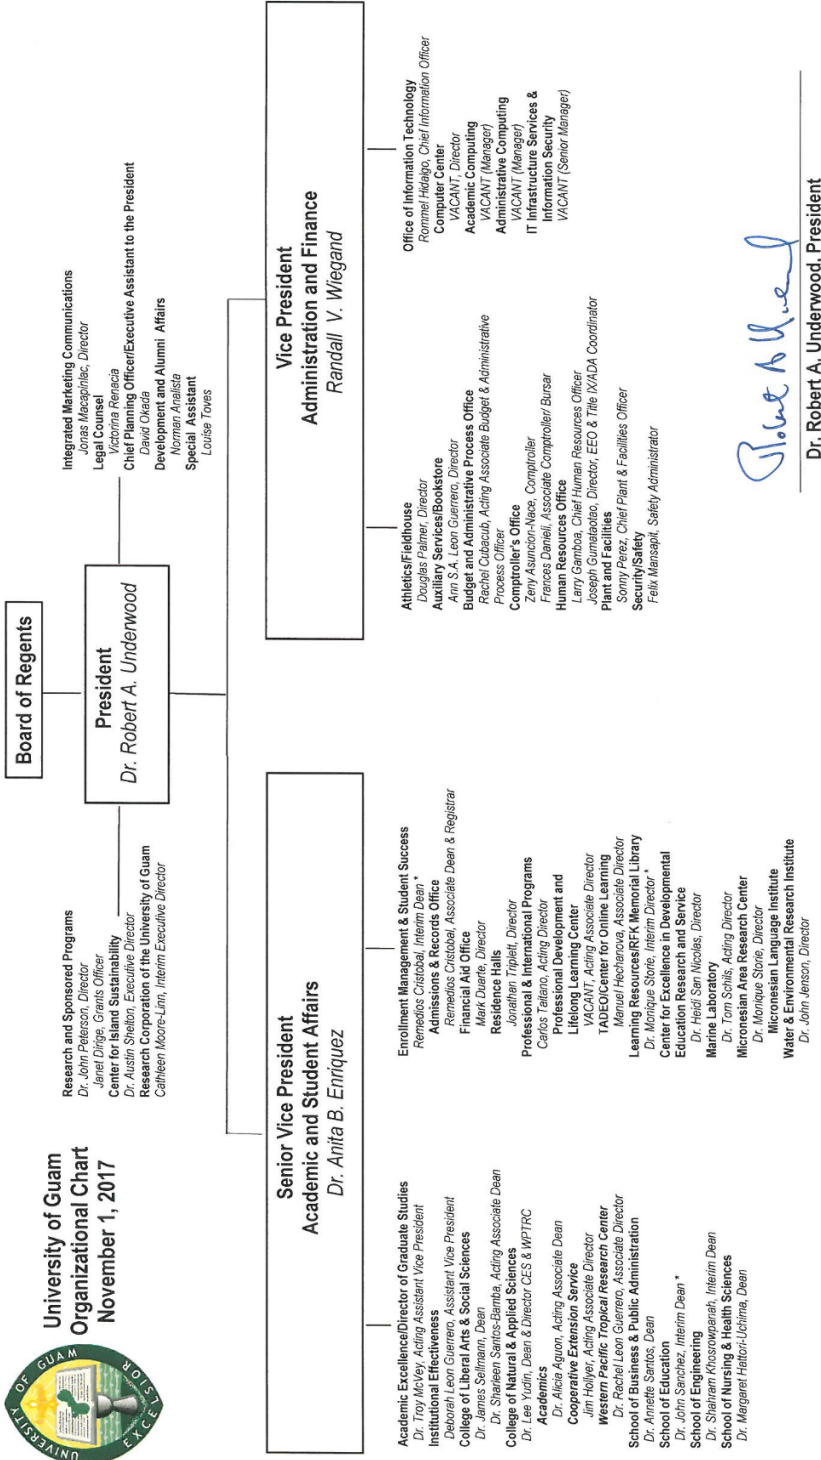 UNIVERSITY OF GUAM
EXCELSIOR
University of Guam
Organizational Chart
November 1, 2017
Board of Regents
President
Dr. Robert A. Underwood
Research and Sponsored Programs
Dr. John Peterson, Director
Janet Dirige, Grants Officer
Center for Island Sustainability
Dr. Austin Shelton, Executive Director
Research Corporation of the University of Guam
Cathleen Moore-Linn, Interim Executive Director
Integrated Marketing Communications
Jonas Macapinlac, Director
Legal Counsel
Victorina Renacia
Chief Planning Officer/Executive Assistant to the President
David Okada
Development and Alumni Affairs
Norman Analista
Special Assistant
Louise Toves
Senior Vice President
Academic and Student Affairs
Dr. Anita B. Enriquez
Vice President
Administration and Finance
Randall V. Wiegand
Academic Excellence/Director of Graduate Studies
Dr. Troy McVey, Acting Assistant Vice President
Institutional Effectiveness
Deborah Leon Guerrero, Assistant Vice President
College of Liberal Arts & Social Sciences
Dr. James Sellmann, Dean
Dr. Sharleen Santos-Bamba, Acting Associate Dean
College of Natural & Applied Sciences
Dr. Lee Yudin, Dean & Director CES & WPTRC
Academics
Dr. Alicia Aguon, Acting Associate Dean
Cooperative Extension Service
Jim Hollyer, Acting Associate Director
Western Pacific Tropical Research Center
Dr. Rachel Leon Guerrero, Associate Director
School of Business & Public Administration
Dr. Annette Santos, Dean
School of Education
Dr. John Sanchez, Interim Dean *
School of Engineering
Dr. Shahram Khosrowpanah, Interim Dean
School of Nursing & Health Sciences
Dr. Margaret Hattori-Uchima, Dean
Enrollment Management & Student Success
Remedios Cristobal, Interim Dean *
Admissions & Records Office
Remedios Cristobal, Associate Dean & Registrar
Financial Aid Office
Mark Duarte, Director
Residence Halls
Jonathan Triplett, Director
Professional & International Programs
Carlos Taitano, Acting Director
Professional Development and
Lifelong Learning Center
VACANT, Acting Associate Director
TADEO/Center for Online Learning
Manuel Hechanova, Associate Director
Learning Resources/RFK Memorial Library
Dr. Monique Storie, Interim Director *
Center for Excellence in Developmental
Education Research and Service
Dr. Heidi San Nicolas, Director
Marine Laboratory
Dr. Tom Schils, Acting Director
Micronesian Area Research Center
Dr. Monique Storie, Director
Micronesian Language Institute
Water & Environmental Research Institute
Dr. John Jenson, Director
Athletics/Fieldhouse
Douglas Palmer, Director
Auxiliary Services/Bookstore
Ann S.A. Leon Guerrero, Director
Budget and Administrative Process Office
Rachel Cubacub, Acting Associate Budget & Administrative
Process Officer
Comptroller's Office
Zeny Asuncion-Nace, Comptroller
Frances Danieli, Associate Comptroller/ Bursar
Human Resources Office
Larry Gamboa, Chief Human Resources Officer
Joseph Gumataotao, Director, EEO & Title IX/ADA Coordinator
Plant and Facilities
Sonny Perez, Chief Plant & Facilities Officer
Security/Safety
Felix Mansapit, Safety Administrator
Office of Information Technology
Rommel Hidalgo, Chief Information Officer
Computer Center
VACANT, Director
Academic Computing
VACANT (Manager)
Administrative Computing
VACANT (Manager)
IT Infrastructure Services &
Information Security
VACANT (Senior Manager)
Dr. Robert A. Underwood, President